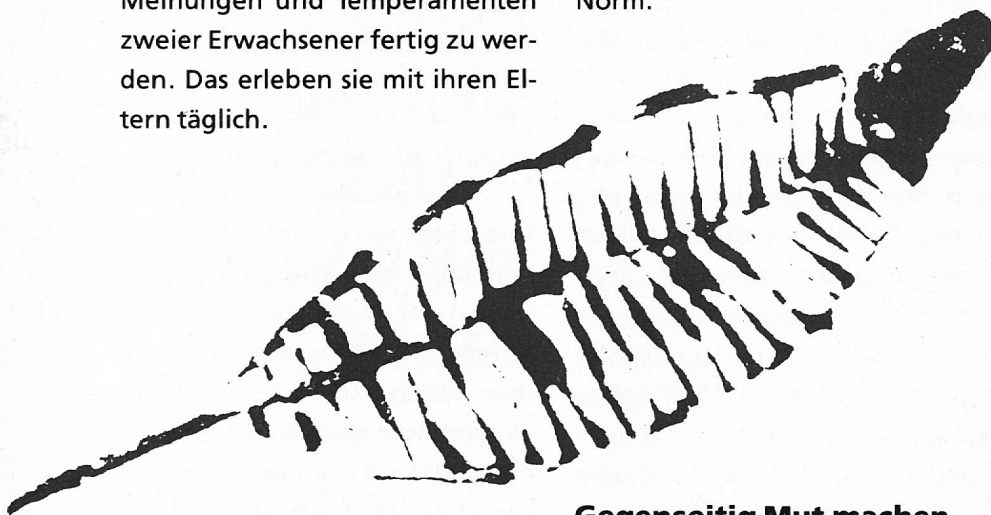 Meinungen und Temperamenten
zweier Erwachsener fertig zu wer-
den. Das erleben sie mit ihren El-
tern täglich.
Norm.
Gegenseitig Mut machen